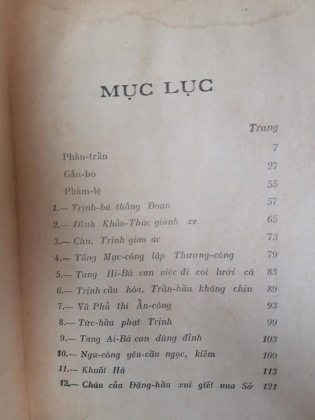 MỤC LỤC
Trang
Phân-trần 7
Gắn-bó 27
Phàm-lệ 55
1.— Trịnh-bá thắng Đoạn 57
2.— Dĩnh Khảo-Thúc giành xe 65
3.— Chu, Trịnh giao ác 73
4.— Tống Mục-công lập Thương-công 79
5.— Tang Hi-Bá can việc đi coi lưới cá 83
6.— Trịnh cầu hòa, Trần-hầu không chịu 89
7.— Vũ Phủ thí Ẩn-công 93
8.— Tức-hầu phạt Trịnh 99
9.— Tang Ai-Bá can dùng đỉnh 103
10.— Ngu-công yêu-cầu ngọc, kiếm 109
11.— Khuất Hà 113
12.— Cháu của Đặng-hầu xui giết vua Sở 121